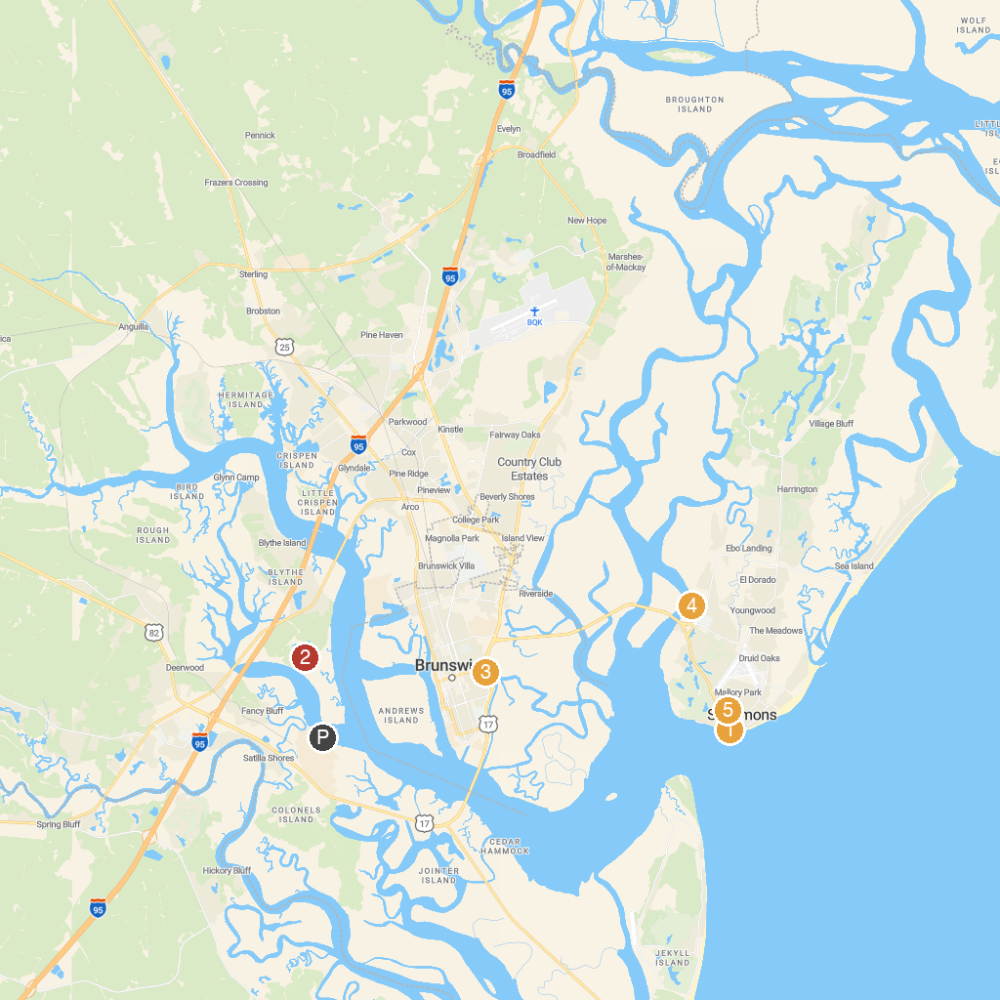 WOLF
ISLAND
95
BROUGHTON
ISLAND
Evelyn
Pennick
Broadfield
Frazers Crossing
New Hope
Marshes-
of-Mackay
Sterling
95
Brobston
BQK
Anguilla
Pine Haven
25
HERMITAGE
ISLAND
Parkwood
Kinstle
Fairway Oaks
Village Bluff
95
Cox
CRISPEN
ISLAND
Glyndale
Country Club
Estates
Pine Ridge
Glynn Camp
Pineview
Harrington
BIRD
ISLAND
LITTLE
CRISPEN
ISLAND
Beverly Shores
Arco
College Park
ROUGH
ISLAND
Blythe Island
Magnolia Park
Island View
Ebo Landing
Brunswick Villa
Sea Island
BLYTHE
ISLAND
El Dorado
Riverside
4
Youngwood
82
The Meadows
2
Druid Oaks
Deerwood
3
Mallory Park
Fancy Bluff
ANDREWS
ISLAND
5
17
P
95
Satilla Shores
COLONELS
ISLAND
Spring Bluff
17
CEDAR
HAMMOCK
Hickory Bluff
JOINTER
ISLAND
95
JEKYLL
ISLAND